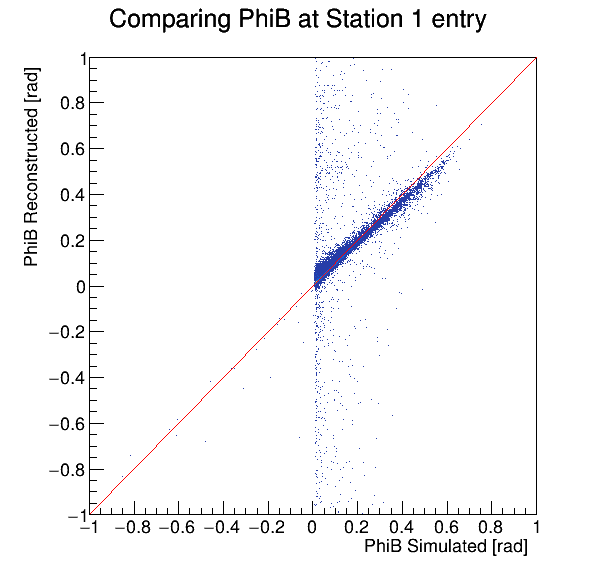 Comparing PhiB at Station 1 entry
PhiB Reconstructed [rad]
1
0.8
0.6
0.4
0.2
0
−0.2
−0.4
−0.6
−0.8
−1
−1 −0.8 −0.6 −0.4 −0.2 0 0.2 0.4 0.6 0.8 1
PhiB Simulated [rad]